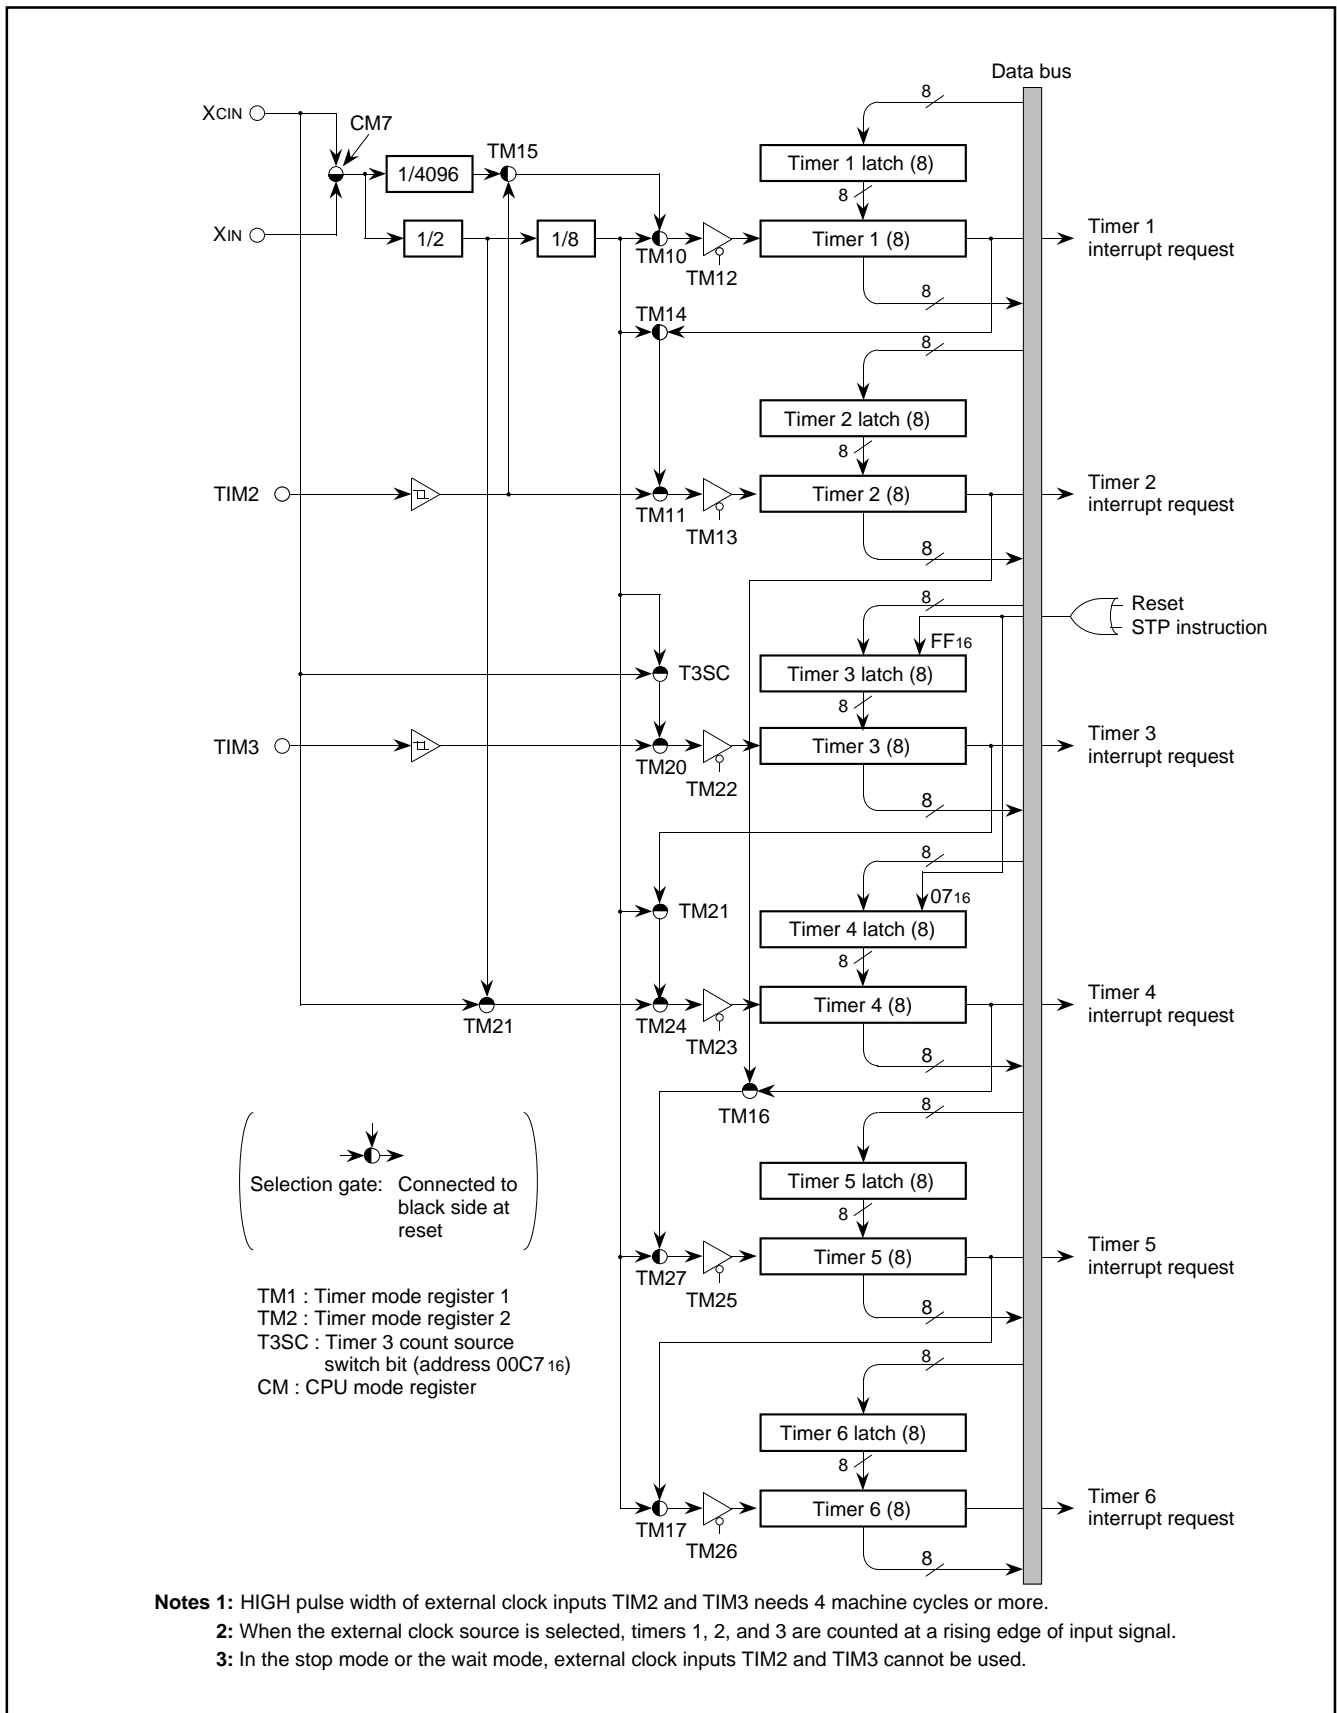 Data bus
8
XCIN
CM7
TM15
1/4096
Timer 1 latch (8)
8
XIN
1/2
1/8
TM10
TM12
Timer 1 (8)
Timer 1
interrupt request
8
TM14
8
Timer 2 latch (8)
8
TIM2
TM11
TM13
Timer 2 (8)
Timer 2
interrupt request
8
8
Reset
STP instruction
FF16
T3SC
Timer 3 latch (8)
8
TIM3
TM20
TM22
Timer 3 (8)
Timer 3
interrupt request
8
8
0716
TM21
Timer 4 latch (8)
8
TM21
TM24
TM23
Timer 4 (8)
Timer 4
interrupt request
8
TM16
8
Selection gate: Connected to
black side at
reset
Timer 5 latch (8)
8
TM27
TM25
Timer 5 (8)
Timer 5
interrupt request
8
TM1 : Timer mode register 1
TM2 : Timer mode register 2
T3SC : Timer 3 count source
switch bit (address 00C716)
CM : CPU mode register
8
Timer 6 latch (8)
8
TM17
TM26
Timer 6 (8)
Timer 6
interrupt request
8
Notes 1: HIGH pulse width of external clock inputs TIM2 and TIM3 needs 4 machine cycles or more.
2: When the external clock source is selected, timers 1, 2, and 3 are counted at a rising edge of input signal.
3: In the stop mode or the wait mode, external clock inputs TIM2 and TIM3 cannot be used.